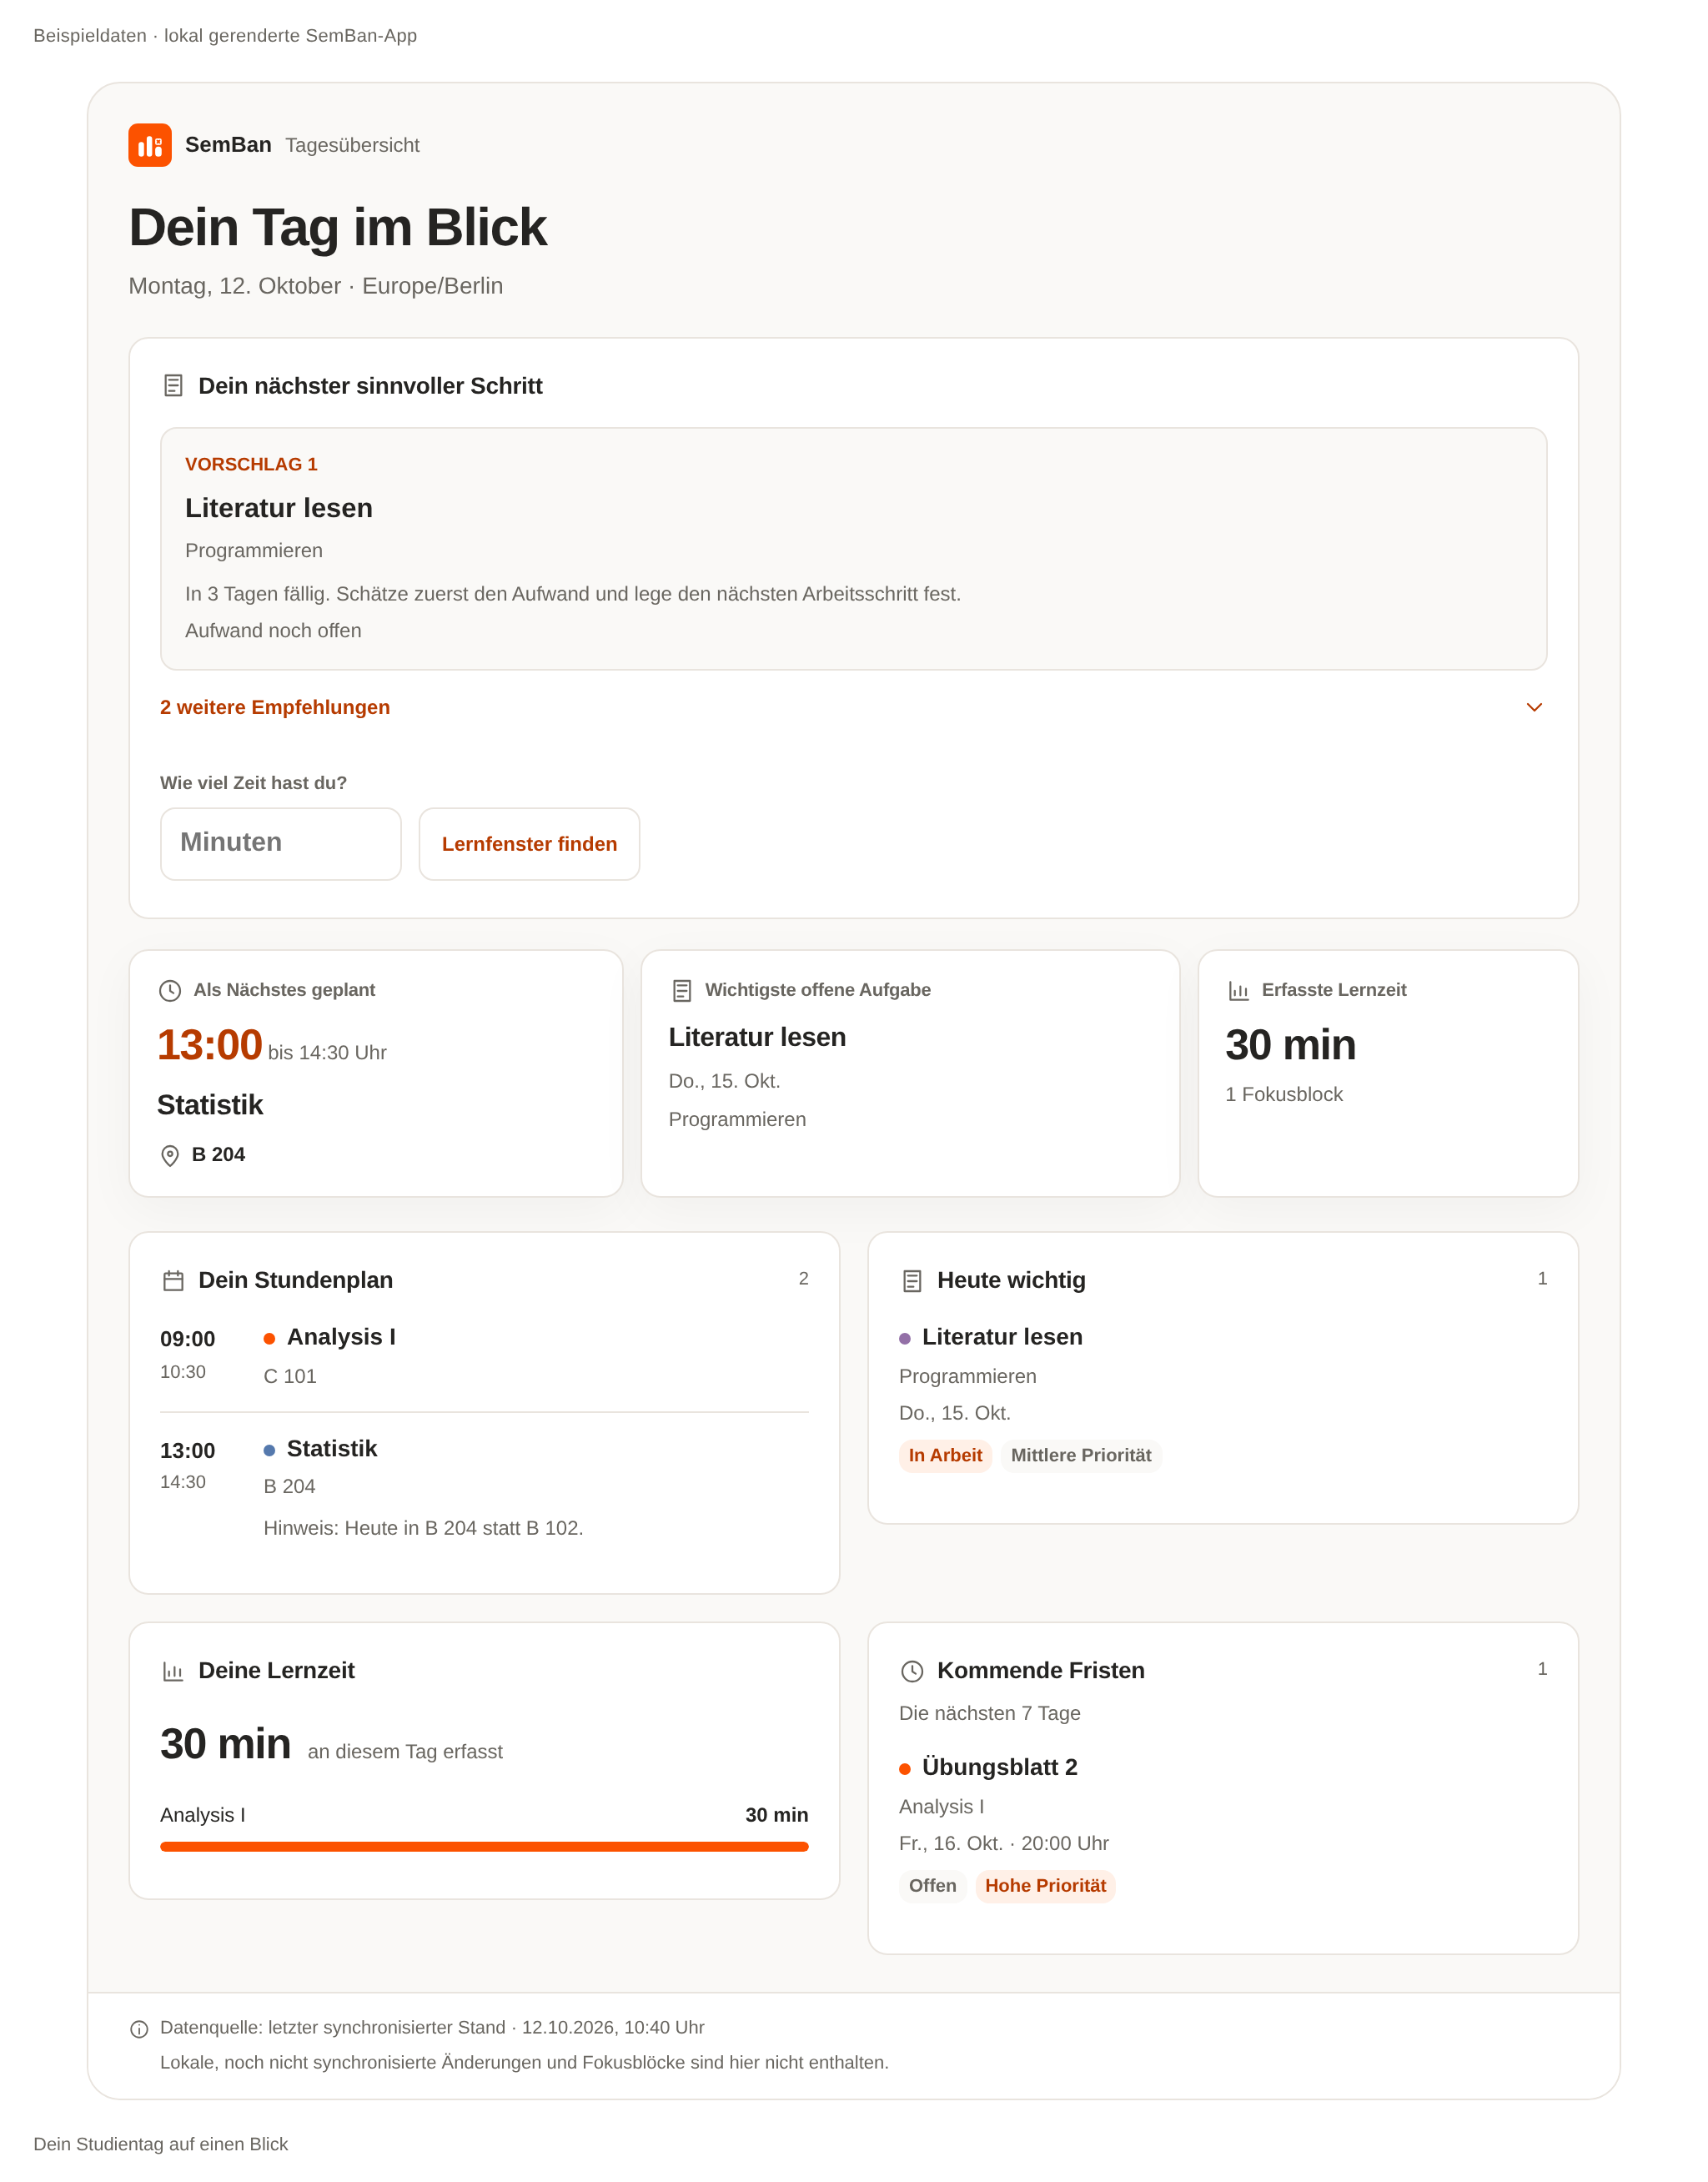 Beispieldaten · lokal gerenderte SemBan-App
SemBan Tagesübersicht
Dein Tag im Blick
Montag, 12. Oktober · Europe/Berlin
Dein nächster sinnvoller Schritt
VORSCHLAG 1
Literatur lesen
Programmieren
In 3 Tagen fällig. Schätze zuerst den Aufwand und lege den nächsten Arbeitsschritt fest.
Aufwand noch offen
2 weitere Empfehlungen
Wie viel Zeit hast du?
Minuten
Lernfenster finden
Als Nächstes geplant
13:00 bis 14:30 Uhr
Statistik
B 204
Wichtigste offene Aufgabe
Literatur lesen
Do., 15. Okt.
Programmieren
Erfasste Lernzeit
30 min
1 Fokusblock
Dein Stundenplan 2
09:00 Analysis I
10:30 C 101
13:00 Statistik
14:30 B 204
Hinweis: Heute in B 204 statt B 102.
Heute wichtig 1
Literatur lesen
Programmieren
Do., 15. Okt.
In Arbeit Mittlere Priorität
Deine Lernzeit
30 min an diesem Tag erfasst
Analysis I 30 min
Kommende Fristen 1
Die nächsten 7 Tage
Übungsblatt 2
Analysis I
Fr., 16. Okt. · 20:00 Uhr
Offen Hohe Priorität
Datenquelle: letzter synchronisierter Stand · 12.10.2026, 10:40 Uhr
Lokale, noch nicht synchronisierte Änderungen und Fokusblöcke sind hier nicht enthalten.
Dein Studientag auf einen Blick